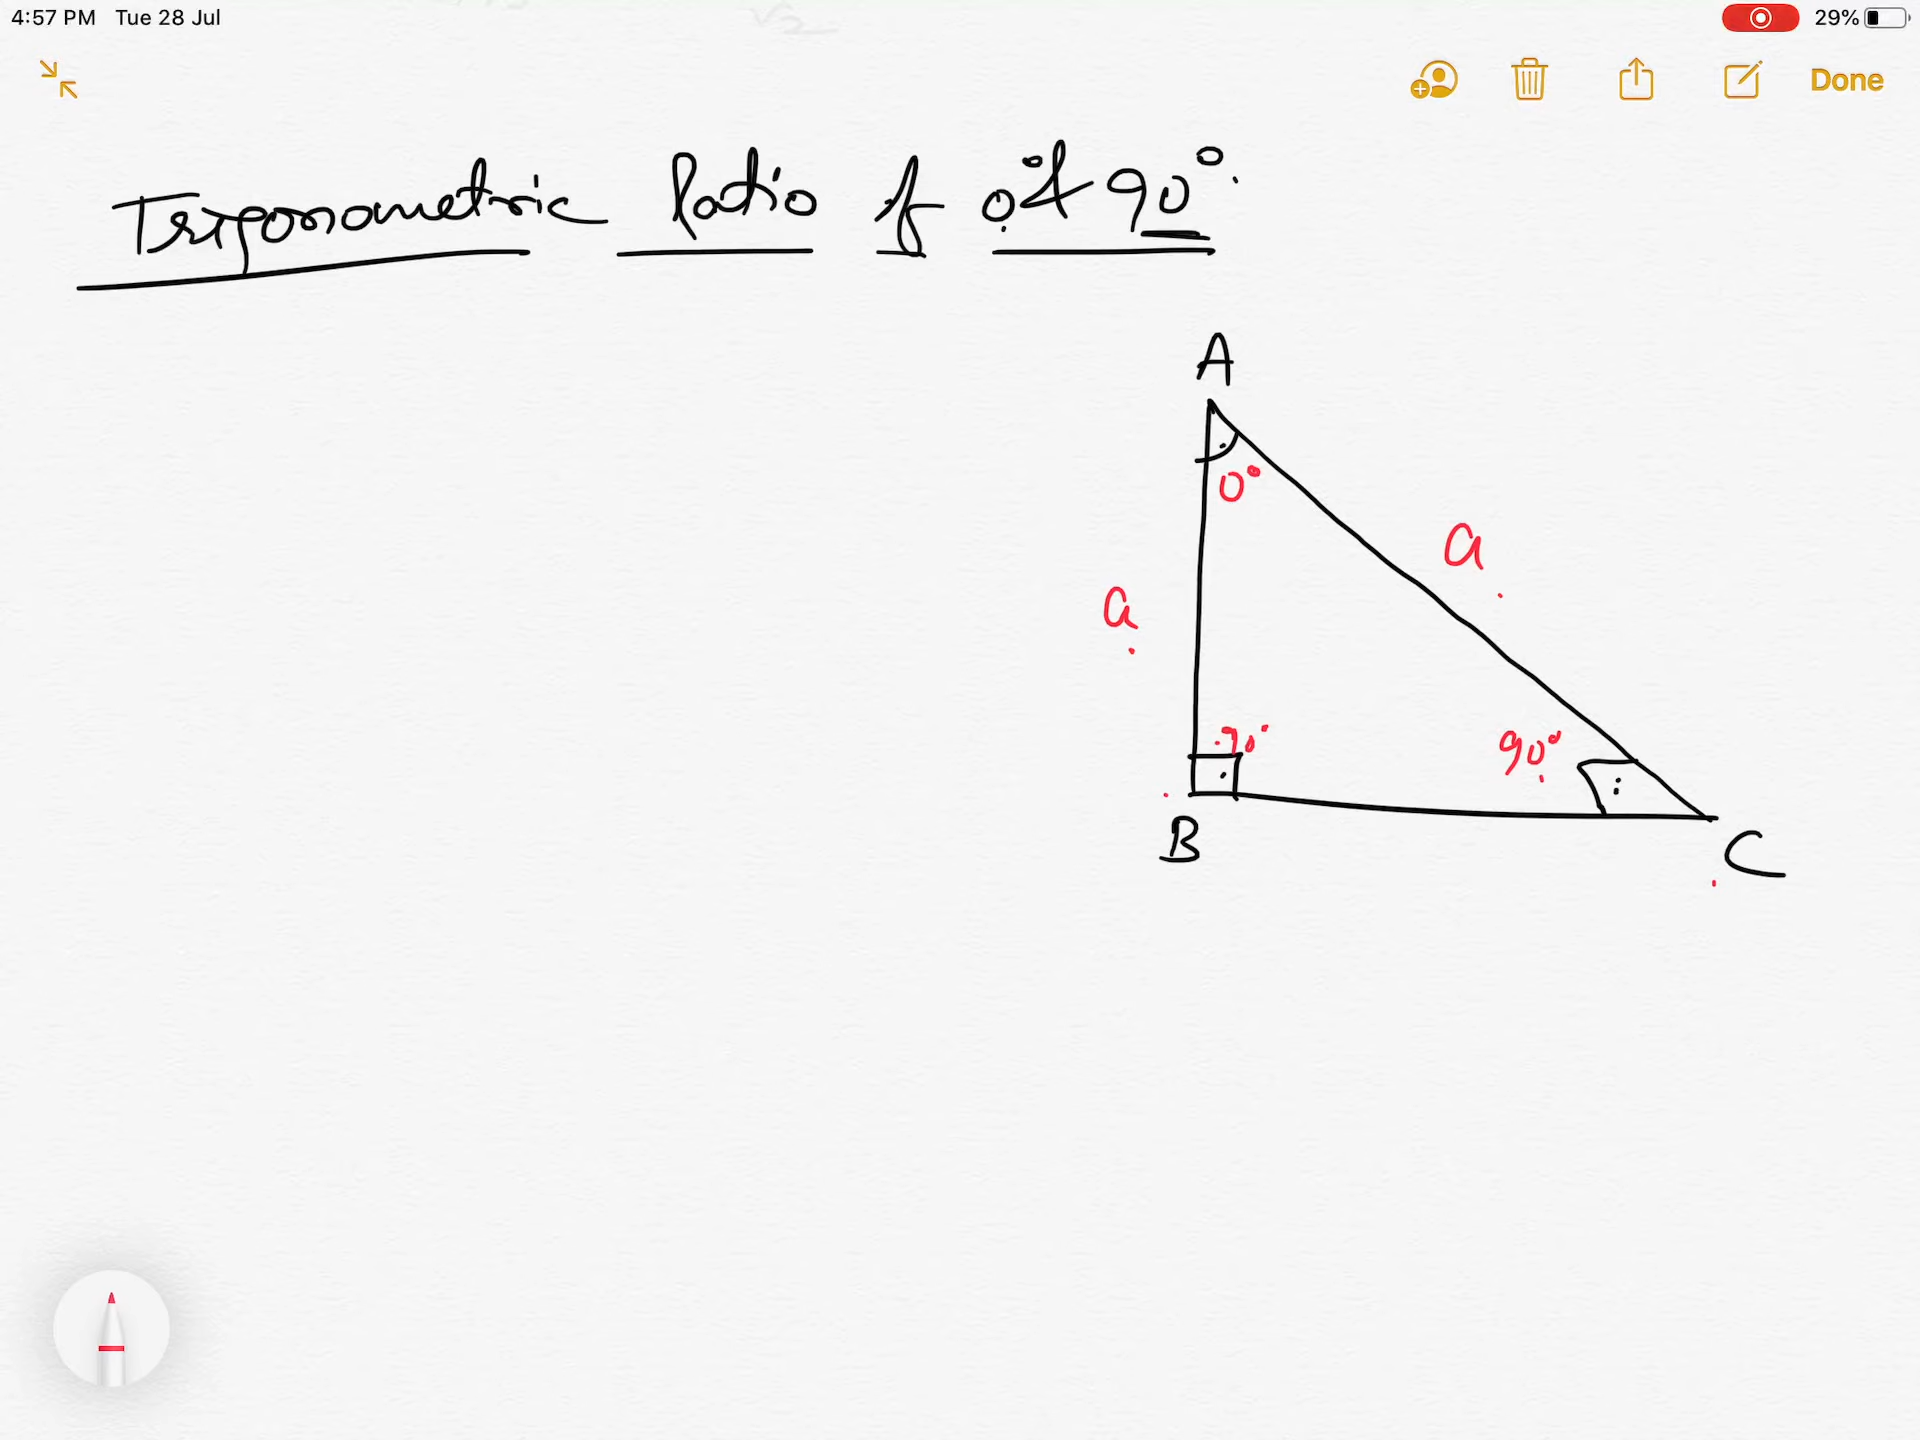 4:57 PM Tue 28 Jul
29%
Done
Trigonometric Ratio of 0° & 90°.
A
0°
a
a
90°
90°
B
C